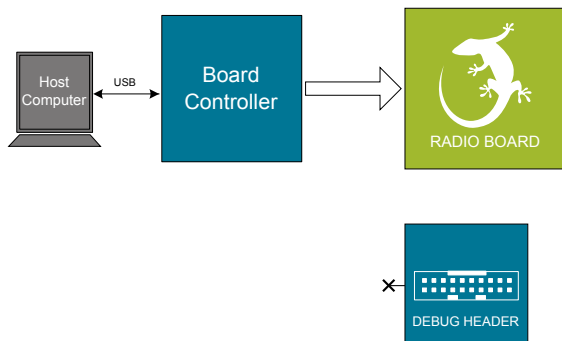 Host
Computer
USB
Board
Controller
RADIO BOARD
DEBUG HEADER